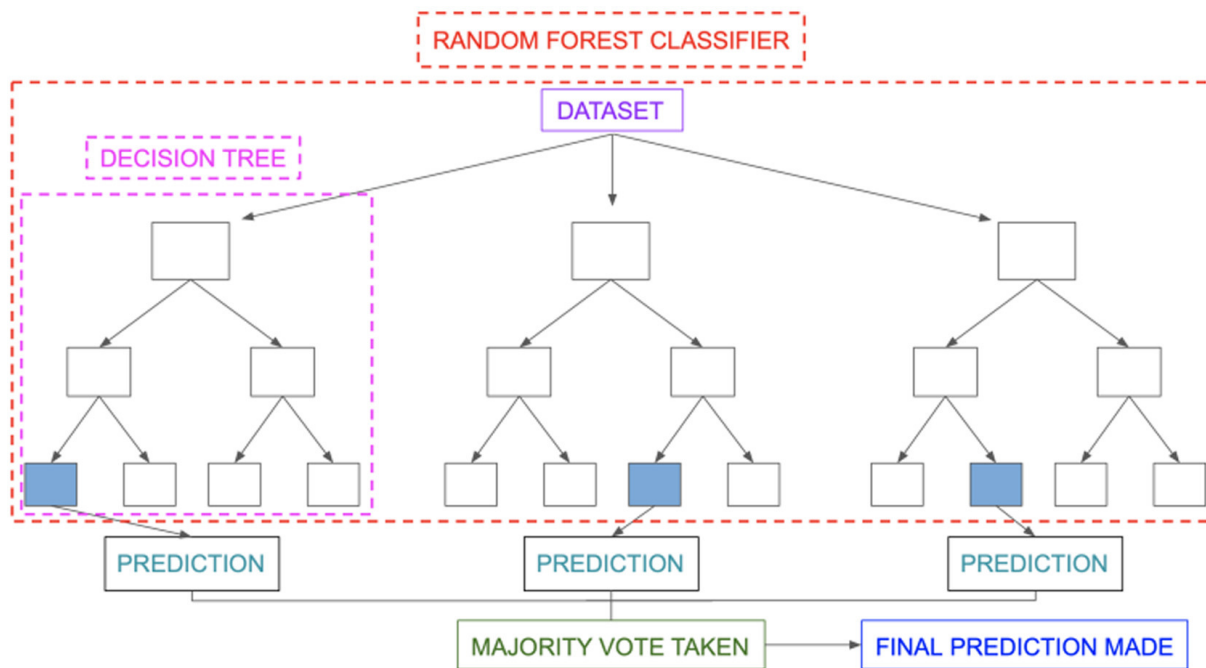 RANDOM FOREST CLASSIFIER
DATASET
DECISION TREE
PREDICTION
PREDICTION
PREDICTION
MAJORITY VOTE TAKEN
FINAL PREDICTION MADE